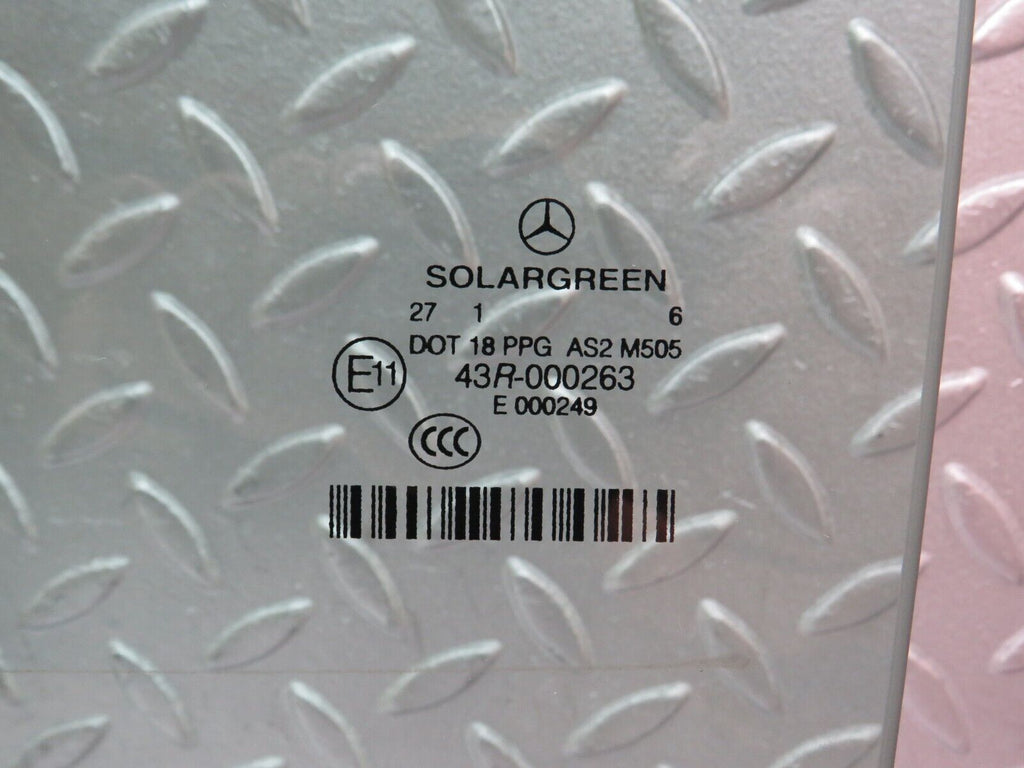 SOLARGREEN
27 1 6
DOT 18 PPG AS2 M505
E11 43R-000263
E 000249
CCC